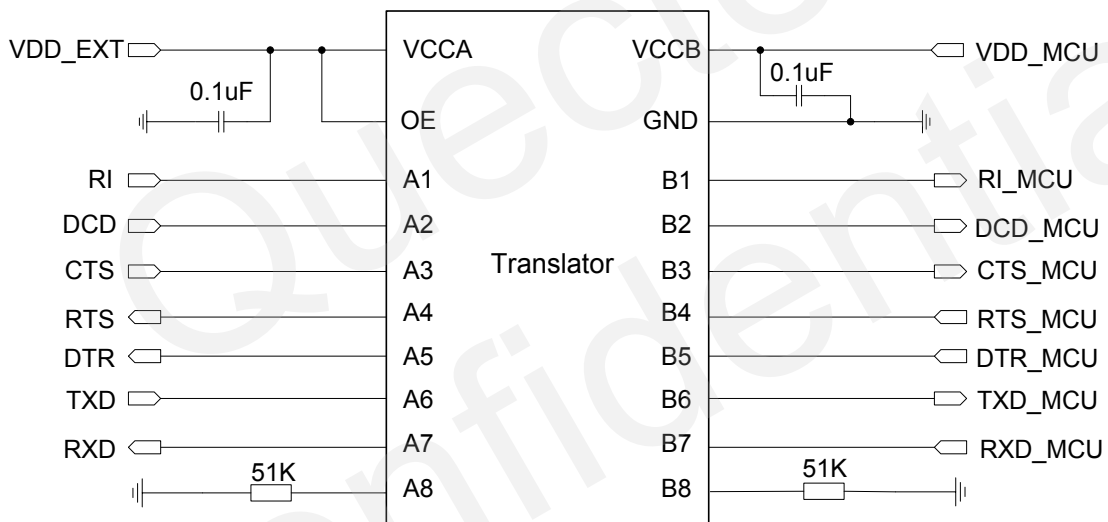 VDD_EXT VCCA VCCB VDD_MCU
0.1uF 0.1uF
OE GND
RI A1 B1 RI_MCU
DCD A2 B2 DCD_MCU
CTS A3 Translator B3 CTS_MCU
RTS A4 B4 RTS_MCU
DTR A5 B5 DTR_MCU
TXD A6 B6 TXD_MCU
RXD A7 B7 RXD_MCU
51K A8 B8 51K